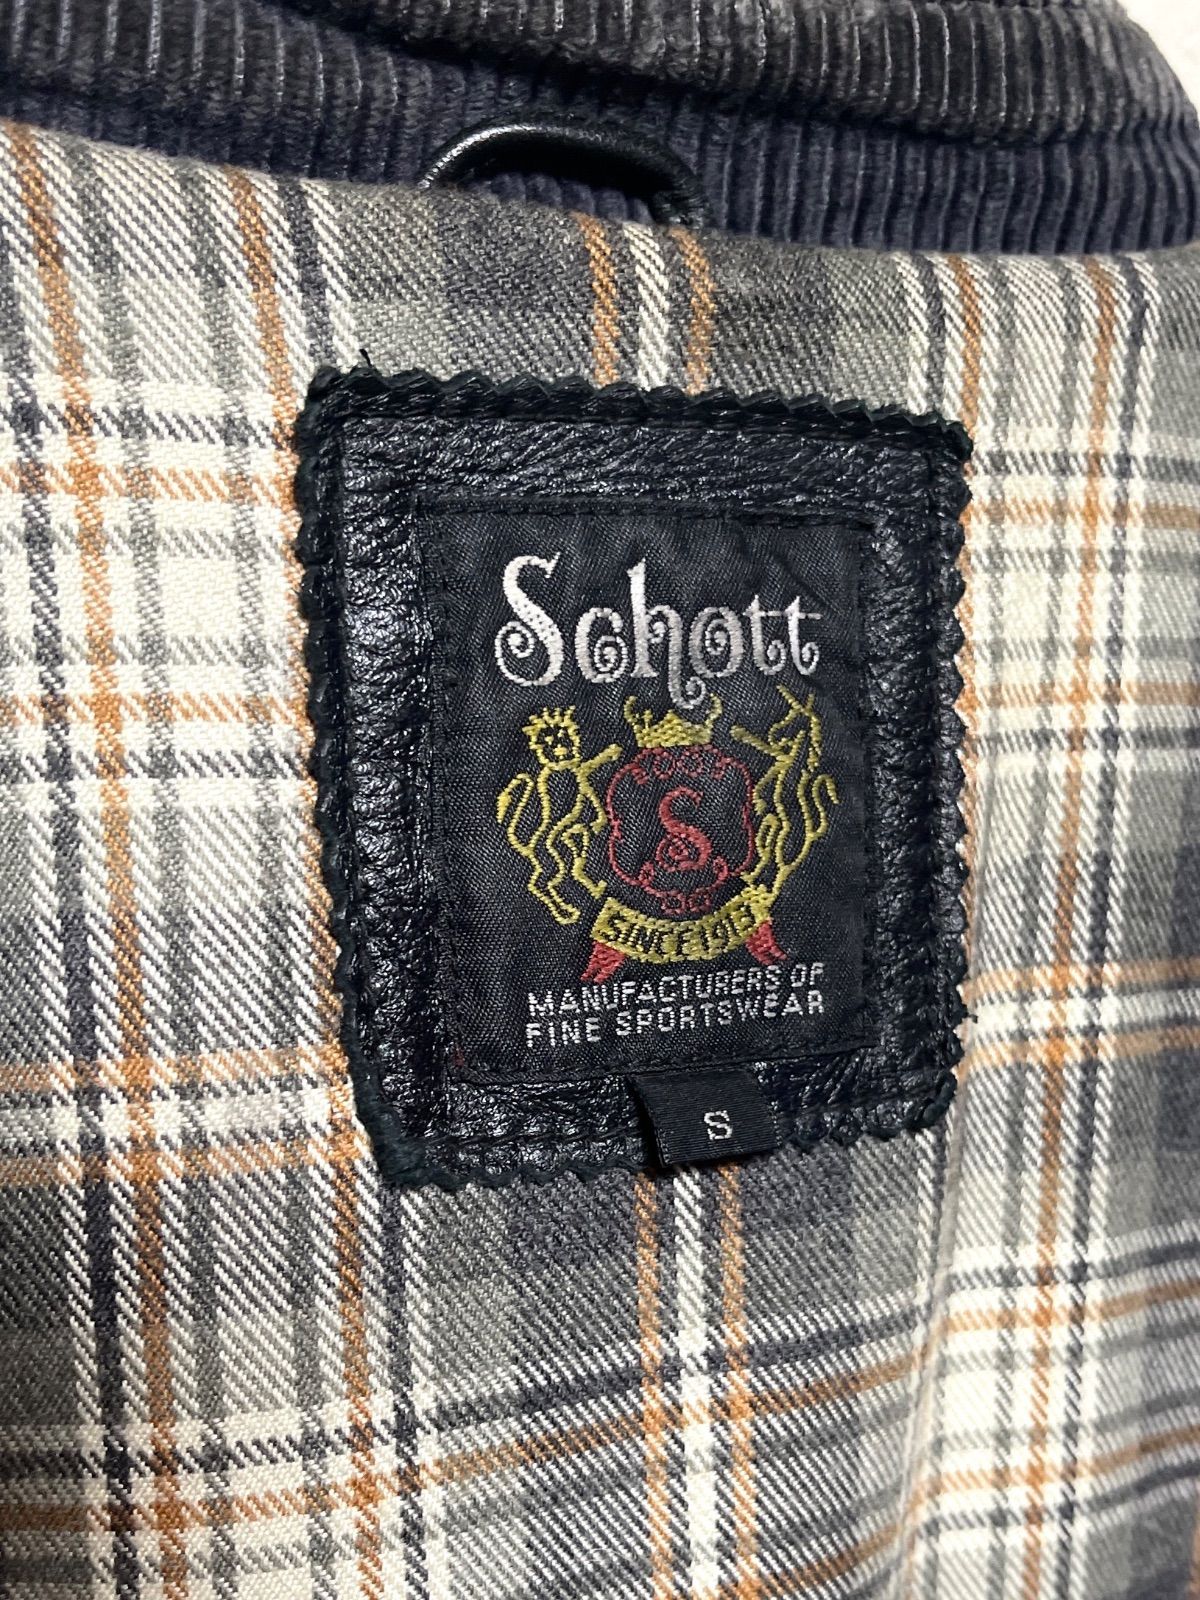 Schott
S
SINCE 1913
MANUFACTURERS OF
FINE SPORTSWEAR
S